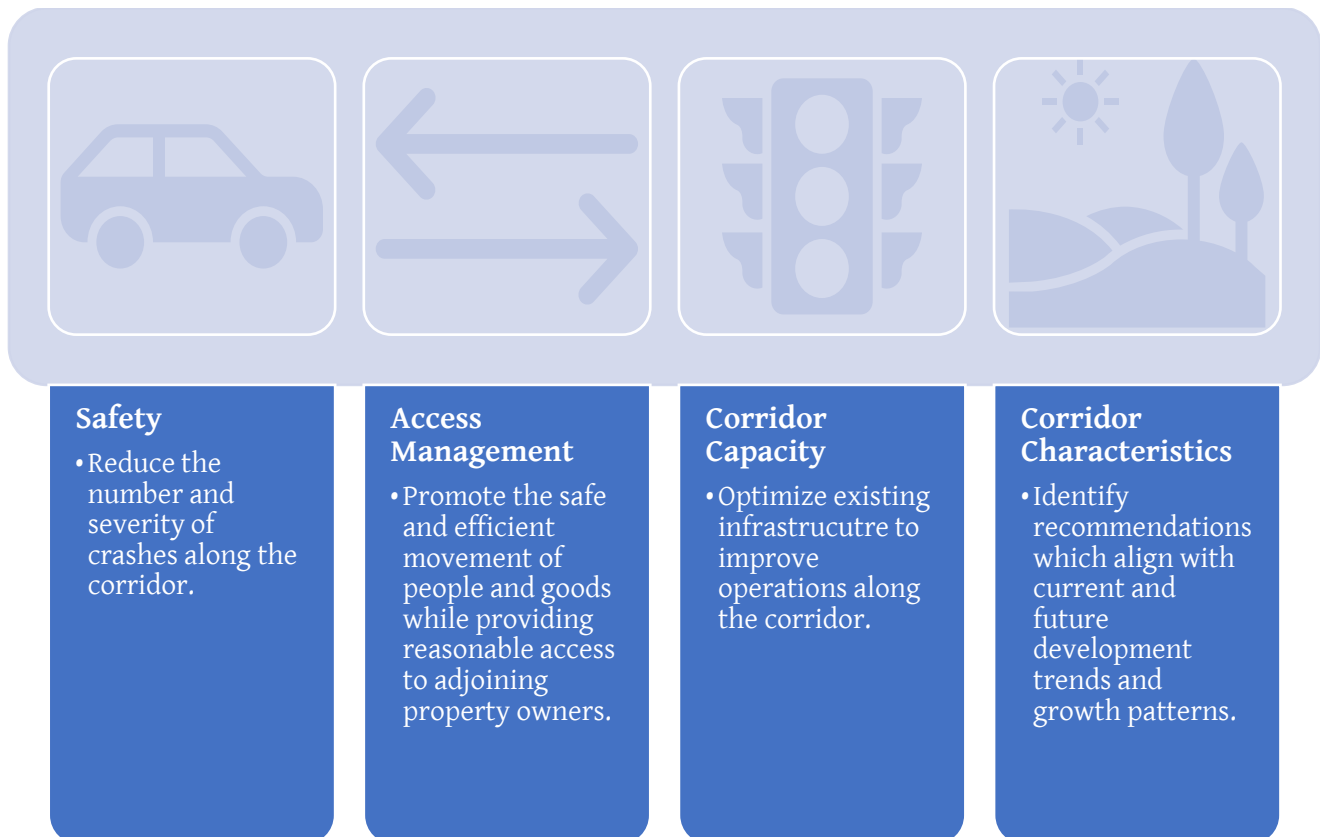 Safety
•Reduce the
number and
severity of
crashes along the
corridor.
Access
Management
•Promote the safe
and efficient
movement of
people and goods
while providing
reasonable access
to adjoining
property owners.
Corridor
Capacity
•Optimize existing
infrastrucutre to
improve
operations along
the corridor.
Corridor
Characteristics
•Identify
recommendations
which align with
current and
future
development
trends and
growth patterns.